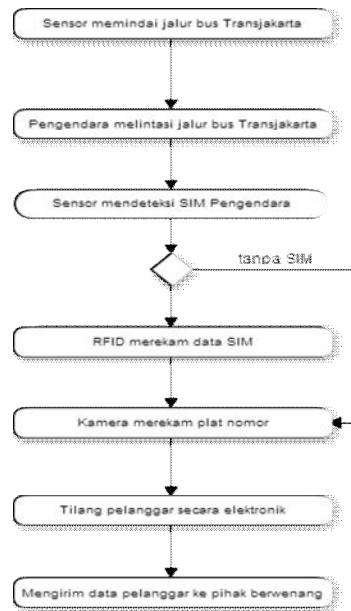 Sensor memindai jalur bus Transjakarta
Pengendara melintasi jalur bus Transjakarta
Sensor mendeteksi SIM Pengendara
tanpa SIM
RFID merekam data SIM
Kamera merekam plat nomor
Tilang pelanggar secara elektronik
Mengirim data pelanggar ke pihak berwenang